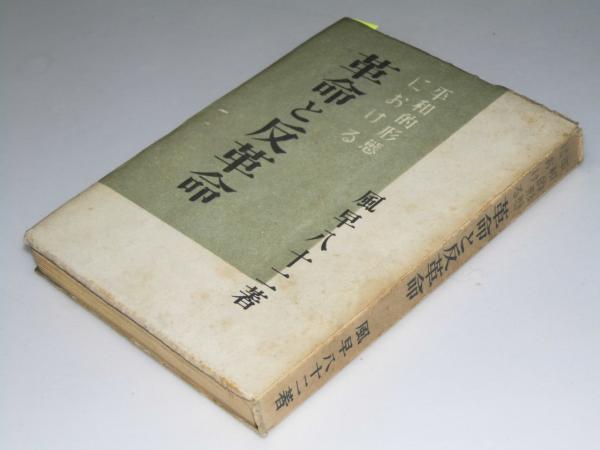 平和的形態
における
革命と反革命
風早八十二著
革命と反革命
風早八十二著